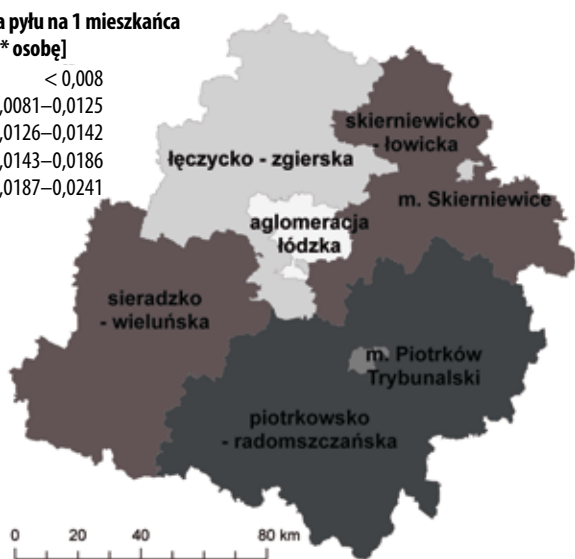 a pyłu na 1 mieszkańca
* osobę]
< 0,008
0081–0,0125
0126–0,0142
0143–0,0186
0187–0,0241
skierniewicko
- łowicka
łęczycko - zgierska
m. Skierniewice
aglomeracja
łódzka
sieradzko
- wieluńska
m. Piotrków
Trybunalski
piotrkowsko
- radomszczańska
0 20 40 80 km